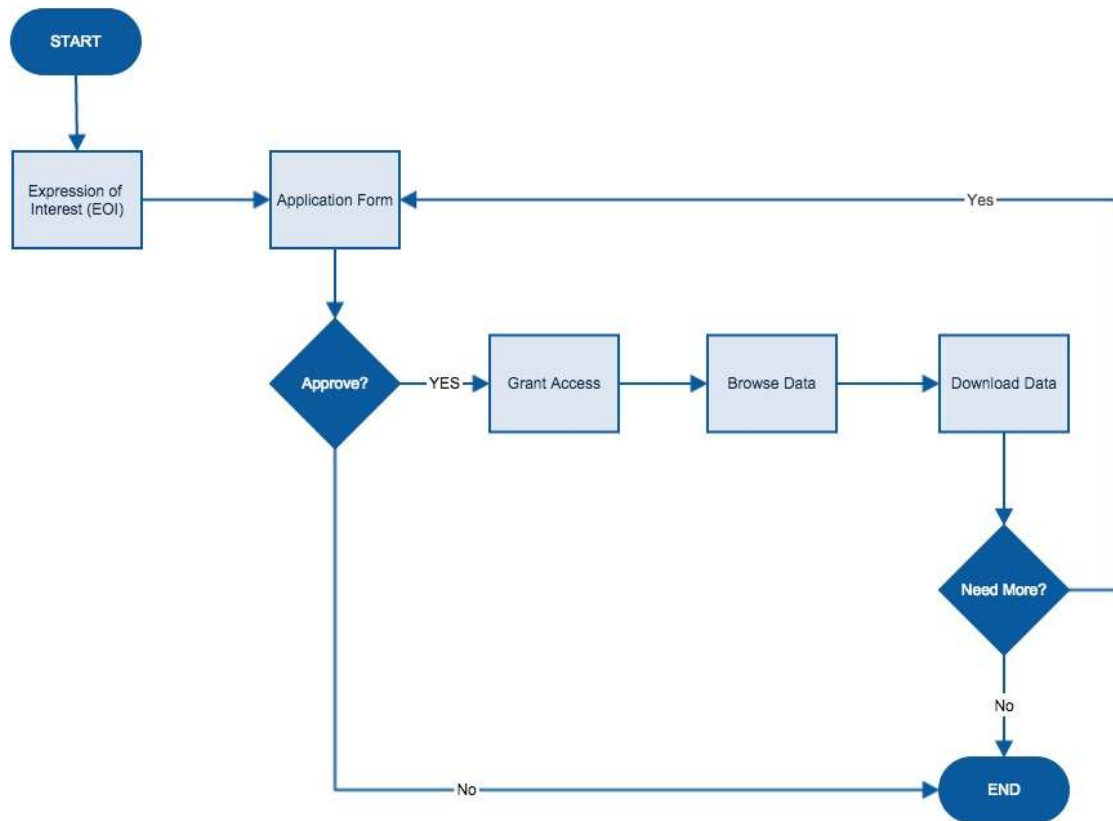 START
Expression of
Interest (EOI)
Application Form
Yes
Approve?
YES
Grant Access
Browse Data
Download Data
Need More?
No
No
END